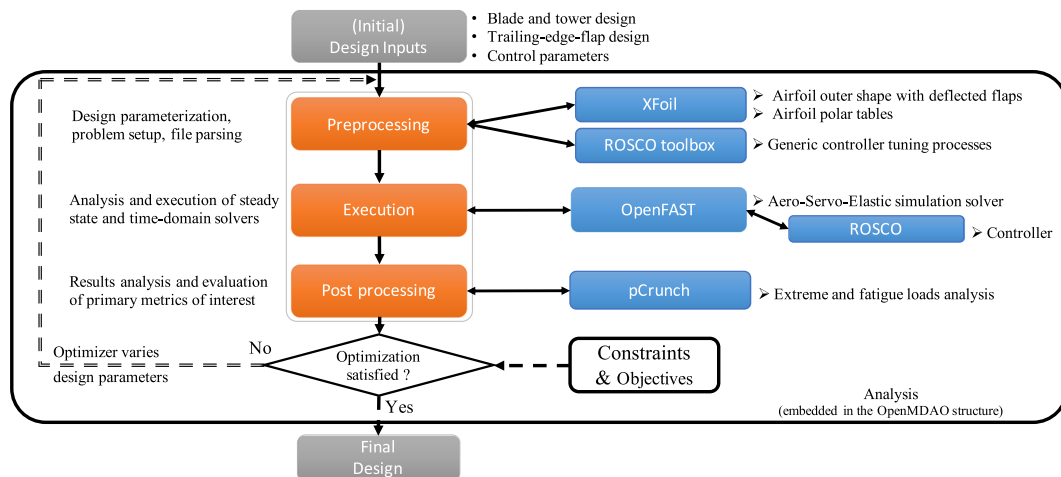 (Initial)
Design Inputs
• Blade and tower design
• Trailing-edge-flap design
• Control parameters
Design parameterization,
problem setup, file parsing
Preprocessing
XFoil
➢ Airfoil outer shape with deflected flaps
➢ Airfoil polar tables
ROSCO toolbox
➢ Generic controller tuning processes
Analysis and execution of steady
state and time-domain solvers
Execution
OpenFAST
➢ Aero-Servo-Elastic simulation solver
ROSCO
➢ Controller
Results analysis and evaluation
of primary metrics of interest
Post processing
pCrunch
➢ Extreme and fatigue loads analysis
Optimizer varies
design parameters
No
Optimization
satisfied ?
Constraints
& Objectives
Yes
Analysis
(embedded in the OpenMDAO structure)
Final
Design